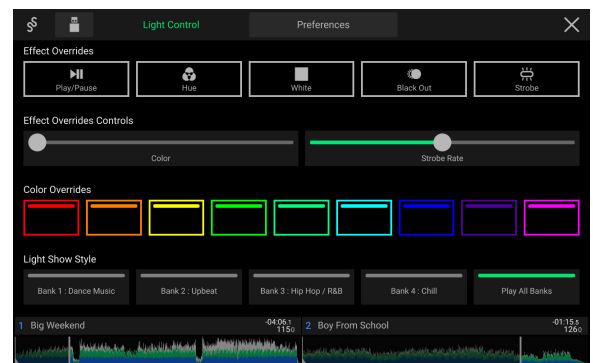 Light Control
Preferences
Effect Overrides
Play/Pause
Hue
White
Black Out
Strobe
Effect Overrides Controls
Color
Strobe Rate
Color Overrides
Light Show Style
Bank 1 : Dance Music
Bank 2 : Upbeat
Bank 3 : Hip Hop / R&B
Bank 4 : Chill
Play All Banks
1 Big Weekend
-04:06.1
115.0
2 Boy From School
-01:15.5
126.0